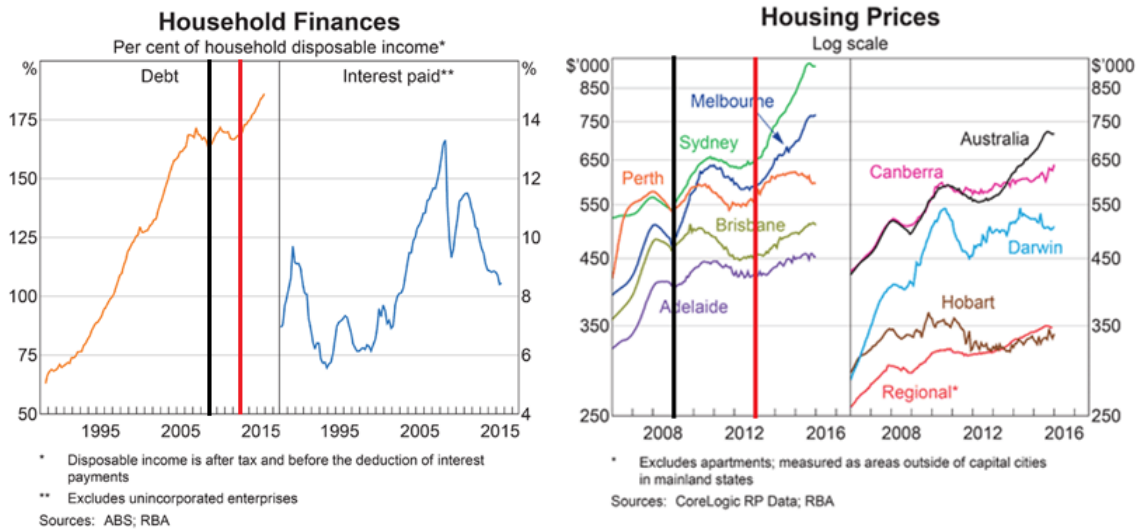 Household Finances
Per cent of household disposable income*
% Debt Interest paid** %
175 14
150 12
125 10
100 8
75 6
50 4
1995 2005 2015 1995 2005 2015
* Disposable income is after tax and before the deduction of interest
payments
** Excludes unincorporated enterprises
Sources: ABS; RBA
Housing Prices
Log scale
$'000 $'000
850 850
Melbourne
750 750
Sydney Australia
650 650
Perth Canberra
550 550
Brisbane Darwin
450 450
Adelaide Hobart
350 350
Regional*
250 250
2008 2012 2016 2008 2012 2016
* Excludes apartments; measured as areas outside of capital cities
in mainland states
Sources: CoreLogic RP Data; RBA